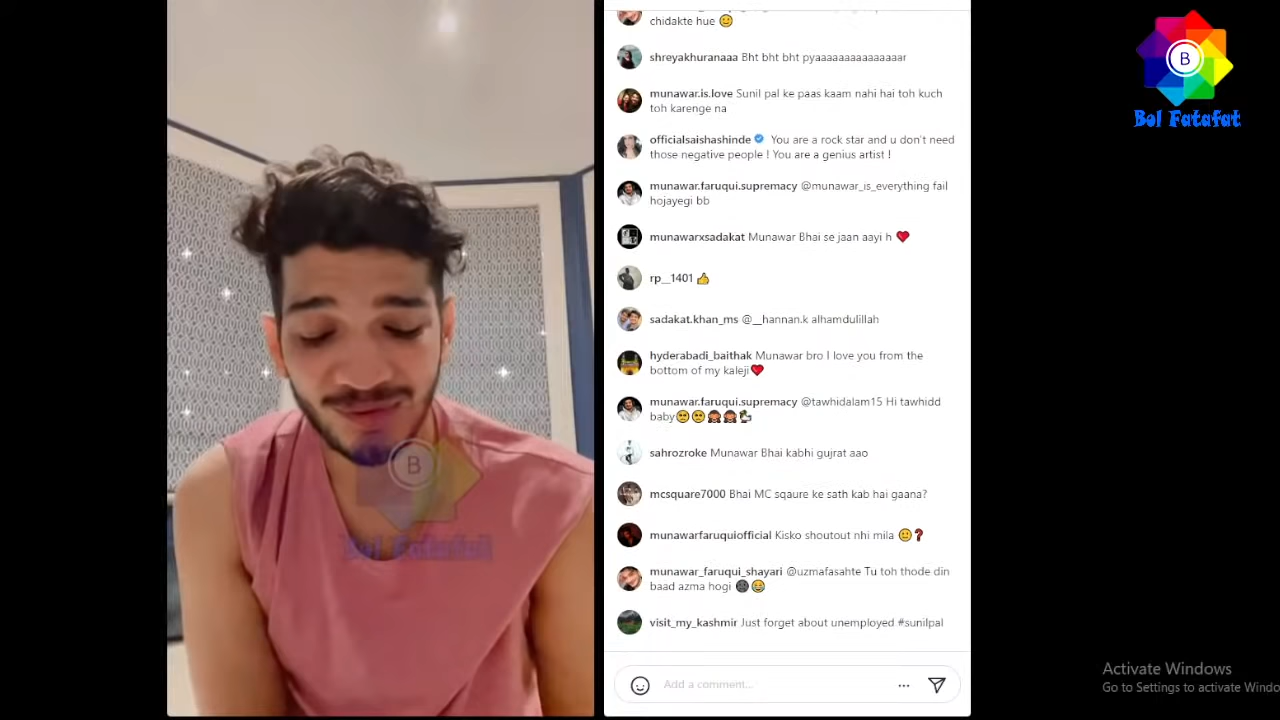 chidakte hue 😊
shreyakhuranaaa Bht bht bht pyaaaaaaaaaaaaaaar
munawar.is.love Sunil pal ke paas kaam nahi hai toh kuch
toh karenge na
officialsaishashinde You are a rock star and u don't need
those negative people ! You are a genius artist !
munawar.faruqui.supremacy @munawar_is_everything fail
hojayegi bb
munawarxsadakat Munawar Bhai se jaan aayi h ❤️
rp__1401 👍
sadakat.khan_ms @__hannan.k alhamdulillah
hyderabadi_baithak Munawar bro I love you from the
bottom of my kaleji❤️
munawar.faruqui.supremacy @tawhidalam15 Hi tawhidd
baby
sahrozroke Munawar Bhai kabhi gujrat aao
mcsquare7000 Bhai MC sqaure ke sath kab hai gaana?
munawarfaruquiofficial Kisko shoutout nhi mila 🙂❓
munawar_faruqui_shayari @uzmafasahte Tu toh thode din
baad azma hogi 🌚😂
visit_my_kashmir Just forget about unemployed #sunilpal
Add a comment...
B
Bol Fatafat
B
Bol Fatafat
Activate Windows
Go to Settings to activate Windo